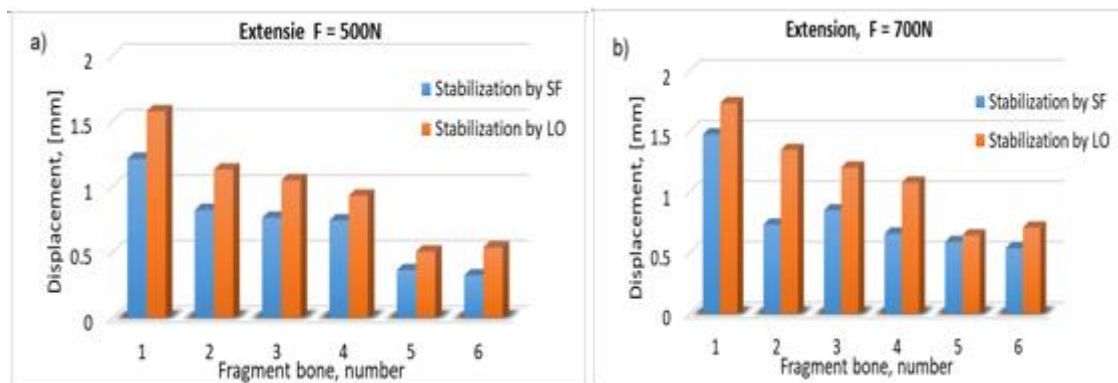 a)
Extensie F = 500N
2
1.5
1
0.5
0
Displacement, [mm]
Stabilization by SF
Stabilization by LO
1 2 3 4 5 6
Fragment bone, number
b)
Extension, F = 700N
2
1.5
1
0.5
0
Displacement, [mm]
Stabilization by SF
Stabilization by LO
1 2 3 4 5 6
Fragment bone, number